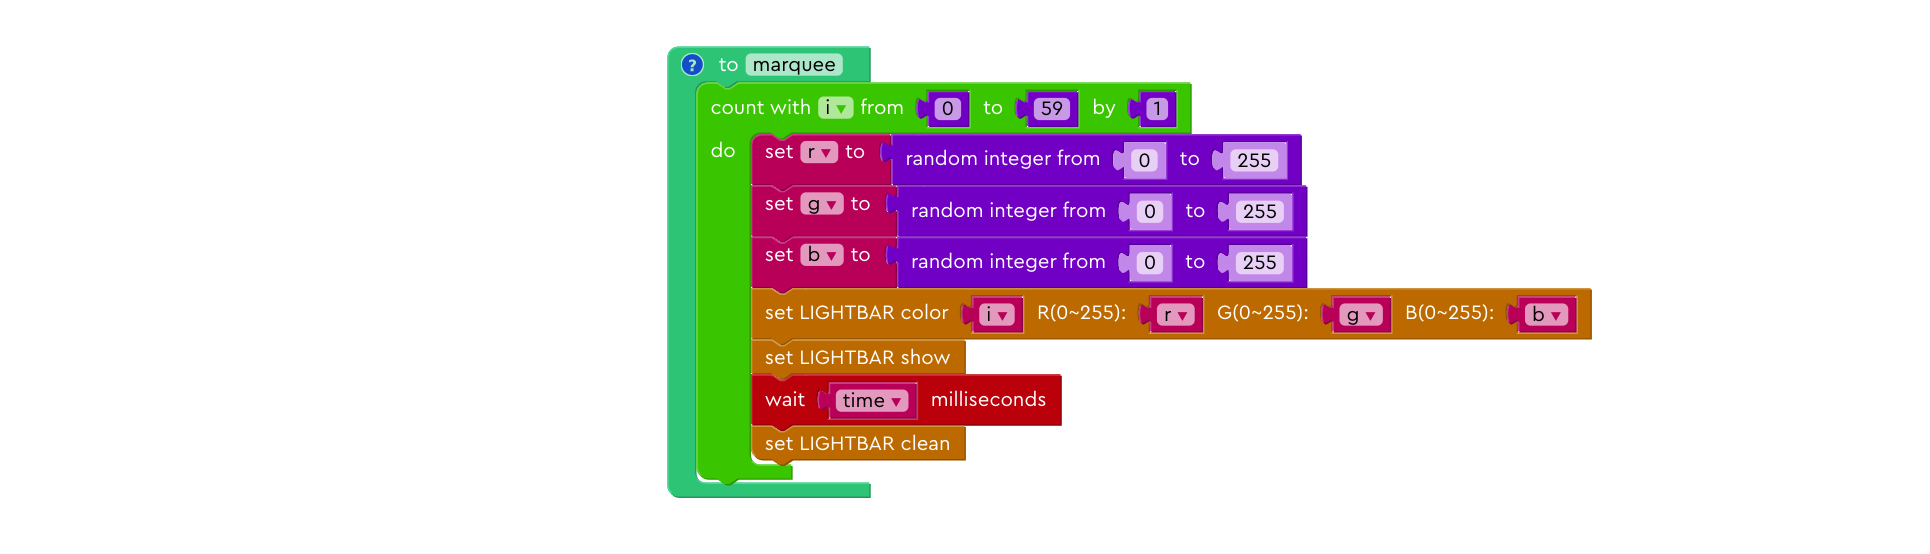 ? to marquee
count with i ▾ from 0 to 59 by 1
do set r ▾ to random integer from 0 to 255
set g ▾ to random integer from 0 to 255
set b ▾ to random integer from 0 to 255
set LIGHTBAR color i ▾ R(0~255): r ▾ G(0~255): g ▾ B(0~255): b ▾
set LIGHTBAR show
wait time ▾ milliseconds
set LIGHTBAR clean